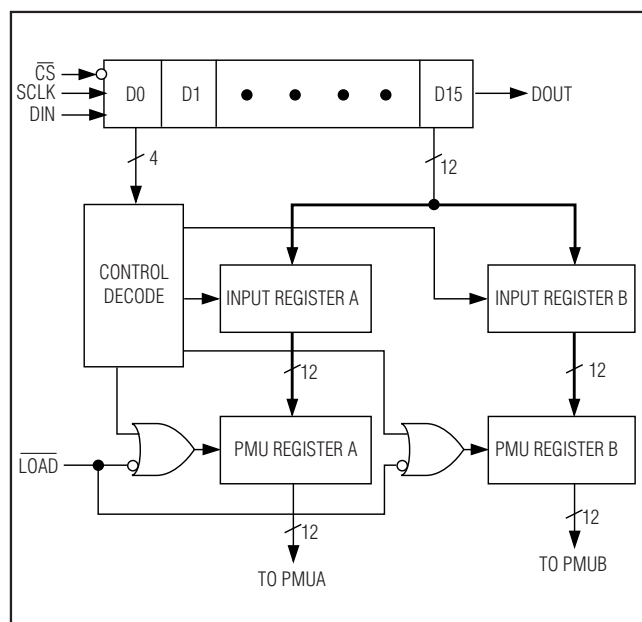 CS
SCLK
DIN
D0
D1
D15
DOUT
4
12
CONTROL
DECODE
INPUT REGISTER A
INPUT REGISTER B
12
12
PMU REGISTER A
PMU REGISTER B
LOAD
12
12
TO PMUA
TO PMUB